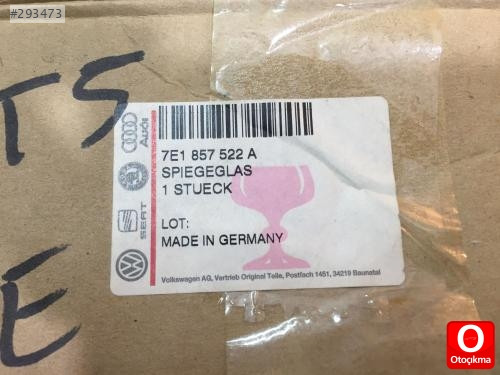 #293473
TS
E
Audi
SEAT
7E1 857 522 A
SPIEGEGLAS
1 STUECK
LOT:
MADE IN GERMANY
Volkswagen AG, Vertrieb Original Teile, Postfach 1451, 34219 Baunatal
O
Otoçıkma